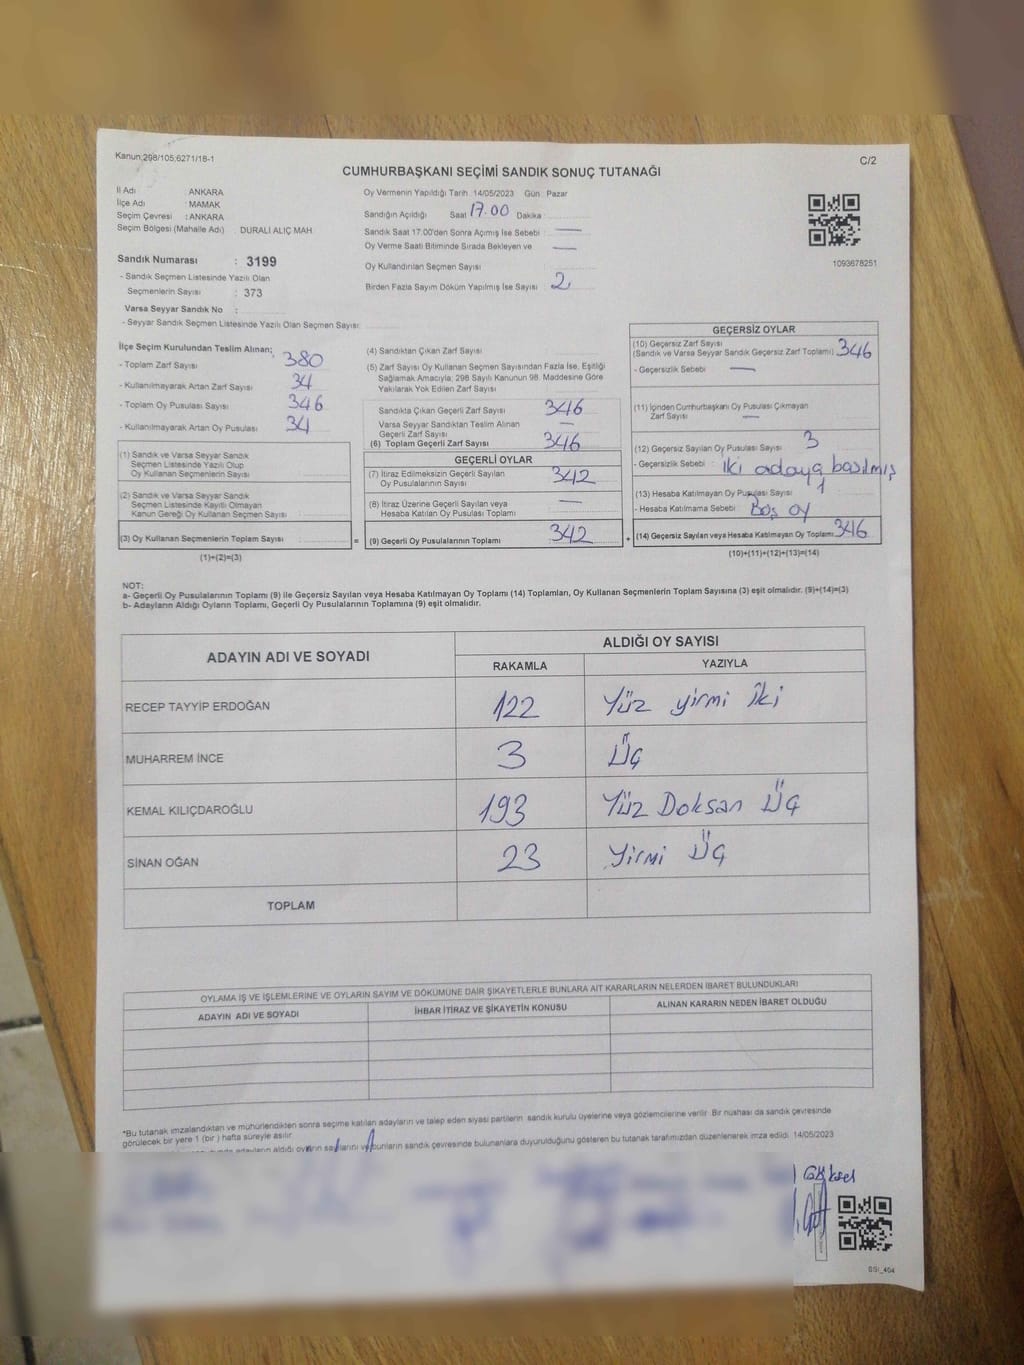 Kanun:298/105;6271/18-1
C/2
CUMHURBAŞKANI SEÇİMİ SANDIK SONUÇ TUTANAĞI
İl Adı : ANKARA
İlçe Adı : MAMAK
Seçim Çevresi : ANKARA
Seçim Bölgesi (Mahalle Adı) : DURALİ ALIÇ MAH
Sandık Numarası : 3199
- Sandık Seçmen Listesinde Yazılı Olan
Seçmenlerin Sayısı : 373
Varsa Seyyar Sandık No :
- Seyyar Sandık Seçmen Listesinde Yazılı Olan Seçmen Sayısı:
Oy Vermenin Yapıldığı Tarih :14/05/2023 Gün :Pazar
Sandığın Açıldığı Saat 17.00 Dakika :
Sandık Saat 17:00'den Sonra Açımış İse Sebebi : —
Oy Verme Saati Bitiminde Sırada Bekleyen ve —
Oy Kullandırılan Seçmen Sayısı :
Birden Fazla Sayım Döküm Yapılmış İse Sayısı : 2
1093678251
İlçe Seçim Kurulundan Teslim Alınan;
- Toplam Zarf Sayısı : 380
- Kullanılmayarak Artan Zarf Sayısı : 34
- Toplam Oy Pusulası Sayısı : 346
- Kullanılmayarak Artan Oy Pusulası : 34
(1) Sandık ve Varsa Seyyar Sandık
Seçmen Listesinde Yazılı Olup
Oy Kullanan Seçmenlerin Sayısı :
(2) Sandık ve Varsa Seyyar Sandık
Seçmen Listesinde Kayıtlı Olmayan
Kanun Gereği Oy Kullanan Seçmen Sayısı :
(3) Oy Kullanan Seçmenlerin Toplam Sayısı :
(1)+(2)=(3)
(4) Sandıktan Çıkan Zarf Sayısı :
(5) Zarf Sayısı Oy Kullanan Seçmen Sayısından Fazla İse, Eşitliği
Sağlamak Amacıyla; 298 Sayılı Kanunun 98. Maddesine Göre
Yakılarak Yok Edilen Zarf Sayısı :
Sandıkta Çıkan Geçerli Zarf Sayısı 346
Varsa Seyyar Sandıktan Teslim Alınan
Geçerli Zarf Sayısı : —
(6) Toplam Geçerli Zarf Sayısı 346
GEÇERLİ OYLAR
(7) İtiraz Edilmeksizin Geçerli Sayılan
Oy Pusulalarının Sayısı : 342
(8) İtiraz Üzerine Geçerli Sayılan veya
Hesaba Katılan Oy Pusulası Toplamı : —
= (9) Geçerli Oy Pusulalarının Toplamı : 342 +
GEÇERSİZ OYLAR
(10) Geçersiz Zarf Sayısı
(Sandık ve Varsa Seyyar Sandık Geçersiz Zarf Toplamı) 346
- Geçersizlik Sebebi : —
(11) İçinden Cumhurbaşkanı Oy Pusulası Çıkmayan
Zarf Sayısı : —
(12) Geçersiz Sayılan Oy Pusulası Sayısı : 3
- Geçersizlik Sebebi : iki adaya basılmış
(13) Hesaba Katılmayan Oy Pusulası Sayısı : 1
- Hesaba Katılmama Sebebi : Boş oy
(14) Geçersiz Sayılan veya Hesaba Katılmayan Oy Toplamı : 346
(10)+(11)+(12)+(13)=(14)
NOT:
a- Geçerli Oy Pusulalarının Toplamı (9) ile Geçersiz Sayılan veya Hesaba Katılmayan Oy Toplamı (14) Toplamları, Oy Kullanan Seçmenlerin Toplam Sayısına (3) eşit olmalıdır. (9)+(14)=(3)
b- Adayların Aldığı Oyların Toplamı, Geçerli Oy Pusulalarının Toplamına (9) eşit olmalıdır.
ADAYIN ADI VE SOYADI
ALDIĞI OY SAYISI
RAKAMLA YAZIYLA
RECEP TAYYİP ERDOĞAN 122 Yüz yirmi iki
MUHARREM İNCE 3 Üç
KEMAL KILIÇDAROĞLU 193 Yüz Doksan Üç
SİNAN OĞAN 23 Yirmi Üç
TOPLAM
OYLAMA İŞ VE İŞLEMLERİNE VE OYLARIN SAYIM VE DÖKÜMÜNE DAİR ŞİKAYETLERLE BUNLARA AİT KARARLARIN NELERDEN İBARET BULUNDUKLARI
ADAYIN ADI VE SOYADI İHBAR İTİRAZ VE ŞİKAYETİN KONUSU ALINAN KARARIN NEDEN İBARET OLDUĞU
*Bu tutanak imzalandıktan ve mühürlendikten sonra seçime katılan adayların ve talep eden siyasi partilerin sandık kurulu üyelerine veya gözlemcilerine verilir. Bir nüshası da sandık çevresinde
görülecek bir yere 1 (bir ) hafta süreyle asılır.
adayların aldığı oyların sayılarını ve bunların sandık çevresinde bulunanlara duyurulduğunu gösteren bu tutanak tarafımızdan düzenlenerek imza edildi. 14/05/2023
Göksel